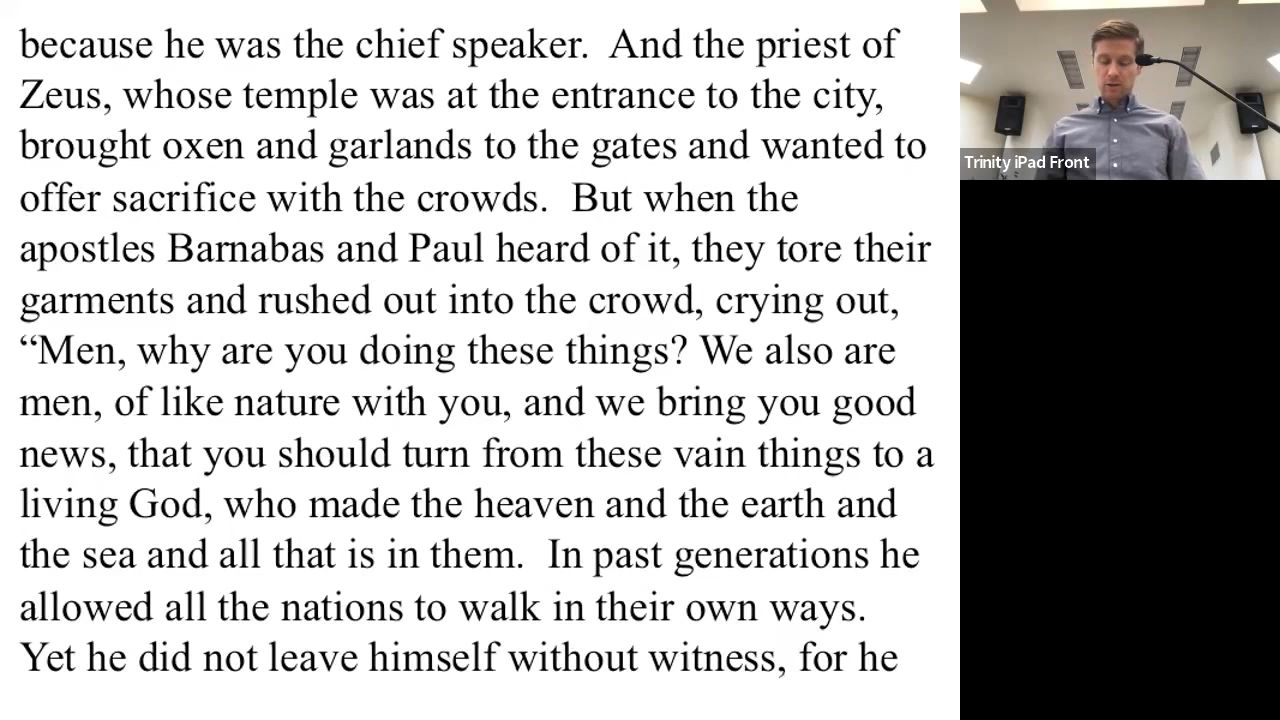 because he was the chief speaker.  And the priest of
Zeus, whose temple was at the entrance to the city,
brought oxen and garlands to the gates and wanted to
offer sacrifice with the crowds.  But when the
apostles Barnabas and Paul heard of it, they tore their
garments and rushed out into the crowd, crying out,
“Men, why are you doing these things? We also are
men, of like nature with you, and we bring you good
news, that you should turn from these vain things to a
living God, who made the heaven and the earth and
the sea and all that is in them.  In past generations he
allowed all the nations to walk in their own ways.
Yet he did not leave himself without witness, for he
Trinity iPad Front